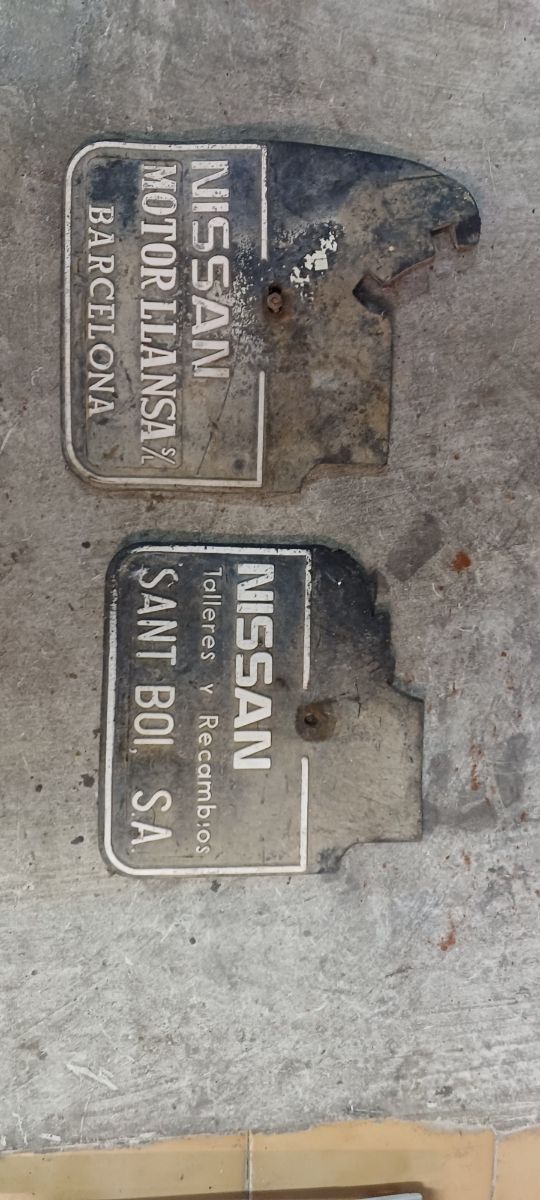 NISSAN
MOTOR LLANSA S/L
BARCELONA
NISSAN
Talleres y Recambios
SANT BOI, S.A.